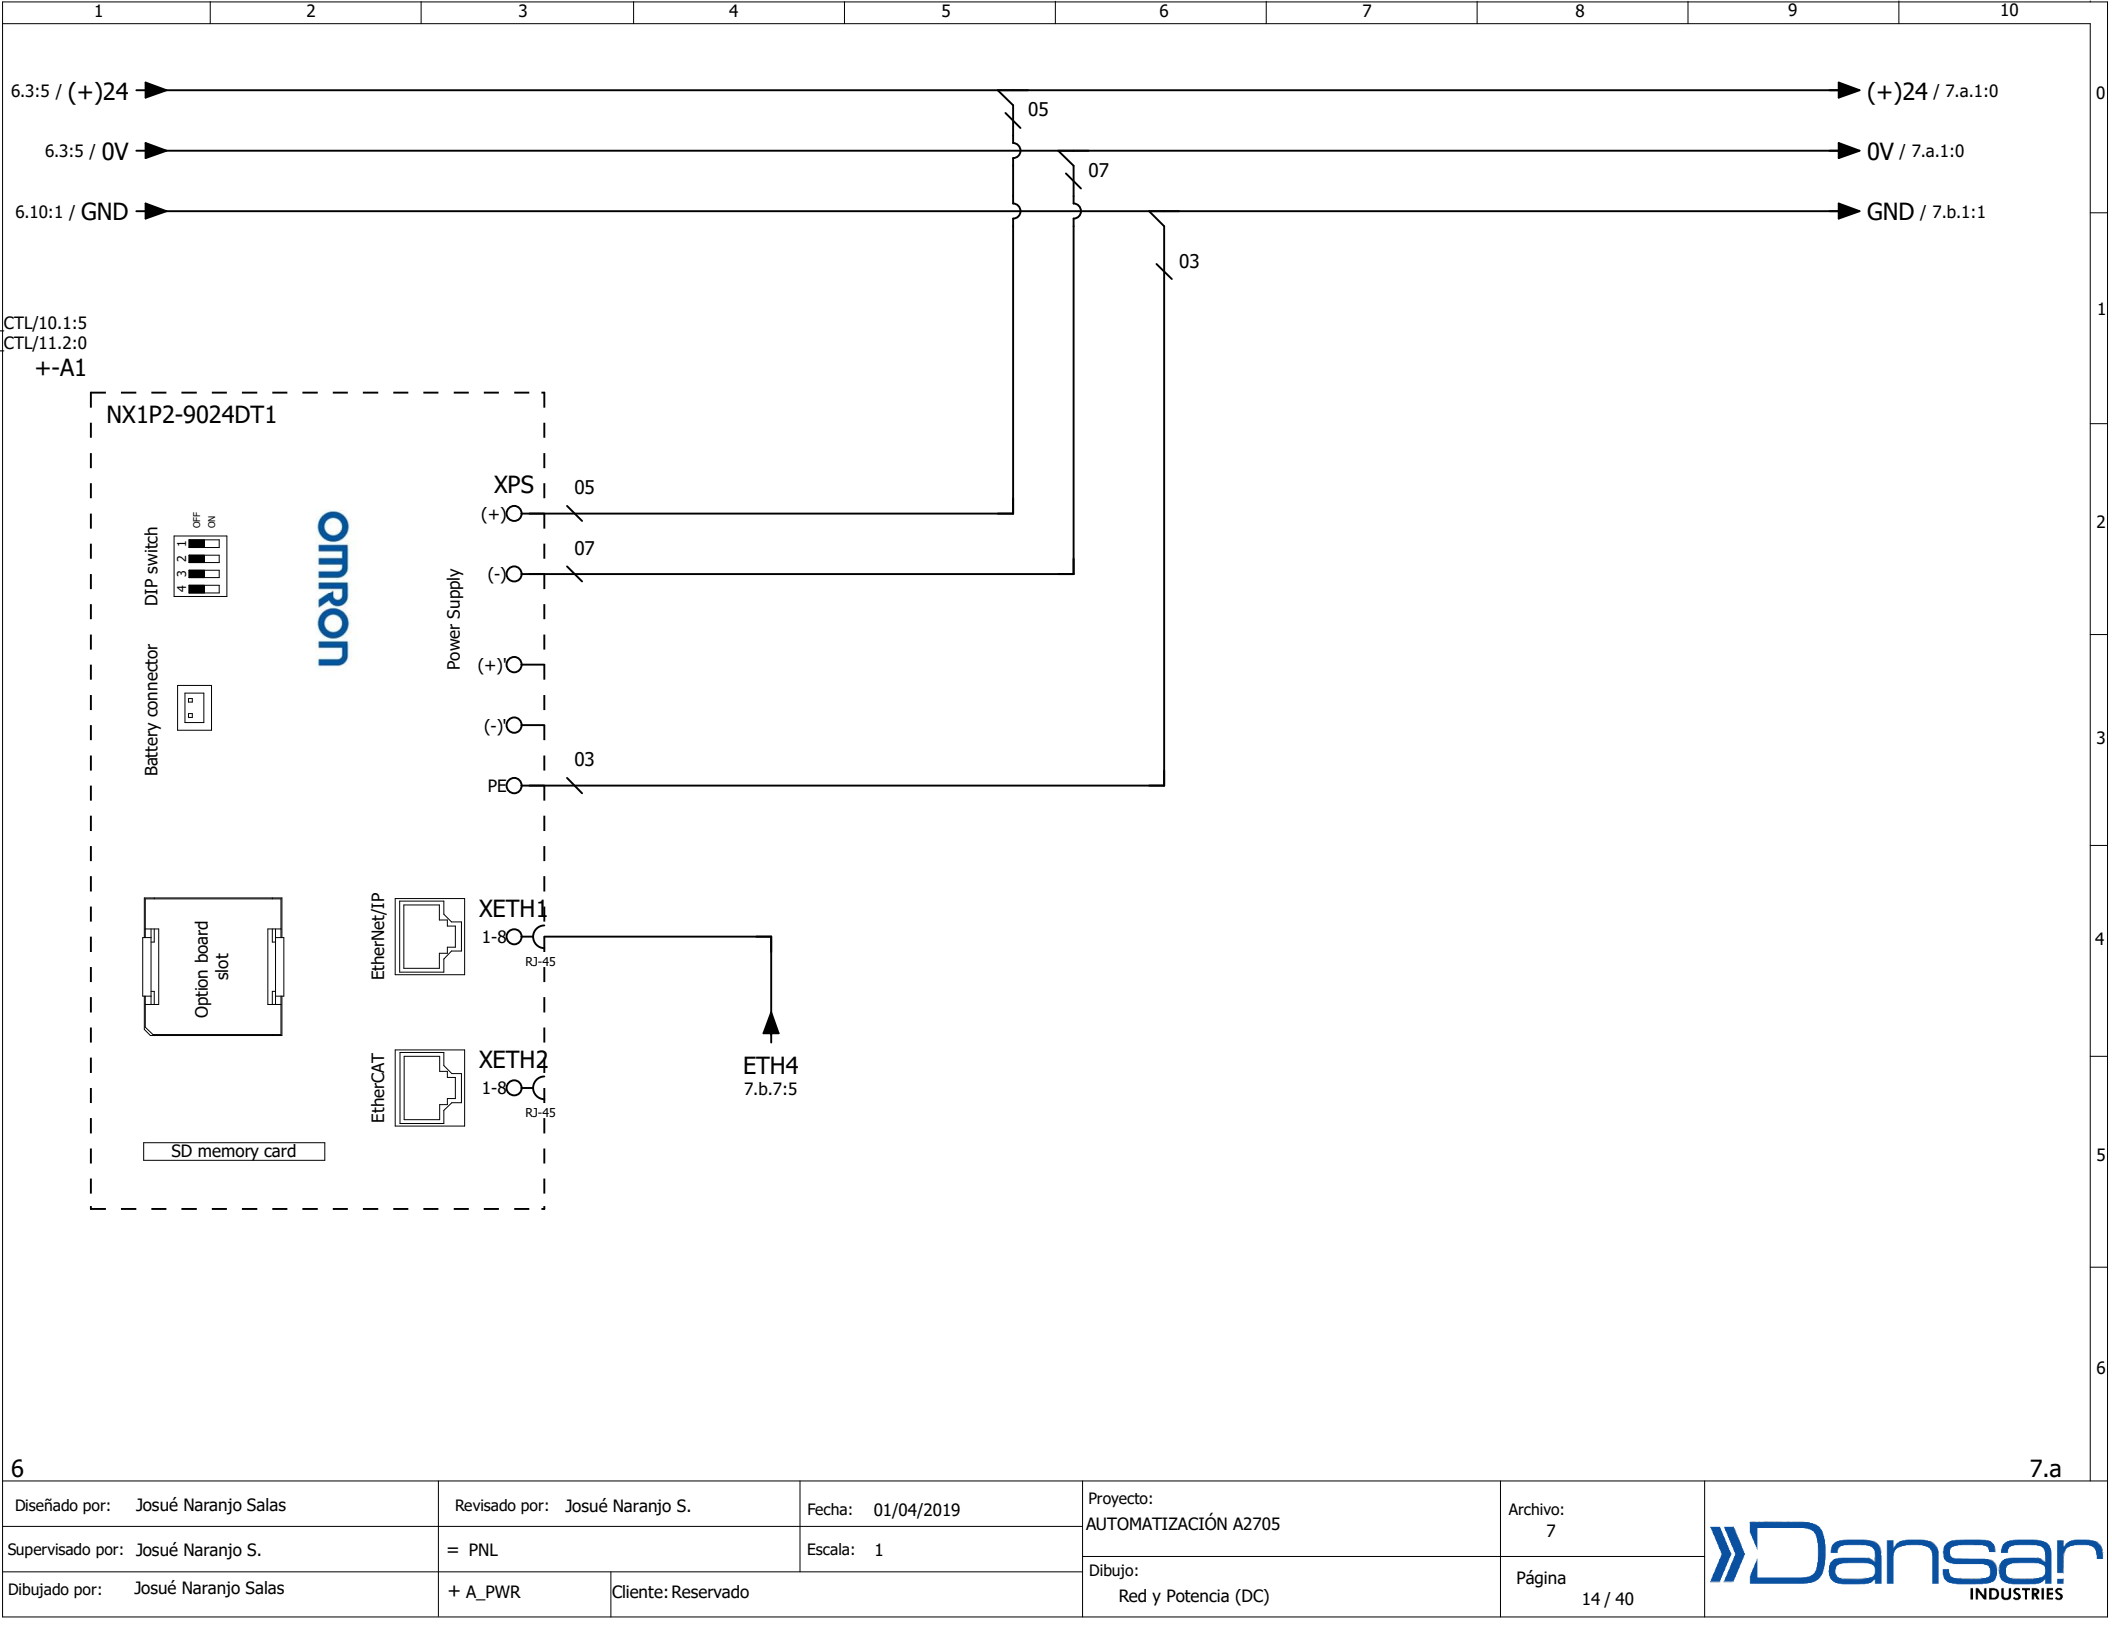 1 2 3 4 5 6 7 8 9 10
6.3:5 / (+)24
(+)24 / 7.a.1:0
0
05
6.3:5 / 0V
0V / 7.a.1:0
07
6.10:1 / GND
GND / 7.b.1:1
03
1
CTL/10.1:5
CTL/11.2:0
+-A1
NX1P2-9024DT1
XPS
05
(+)
2
OFF
ON
1
2
3
4
DIP switch
OMRON
07
(-)
Power Supply
(+)'
Battery connector
(-)'
3
03
PE
EtherNet/IP
XETH1
1-8
RJ-45
4
Option board
slot
EtherCAT
XETH2
1-8
RJ-45
ETH4
7.b.7:5
SD memory card
5
6
6
7.a
Diseñado por: Josué Naranjo Salas
Revisado por: Josué Naranjo S.
Fecha: 01/04/2019
Proyecto:
AUTOMATIZACIÓN A2705
Archivo:
7
Supervisado por: Josué Naranjo S.
= PNL
Escala: 1
Dibujado por: Josué Naranjo Salas
+ A_PWR
Cliente: Reservado
Dibujo:
Red y Potencia (DC)
Página
14 / 40
Dansar
INDUSTRIES